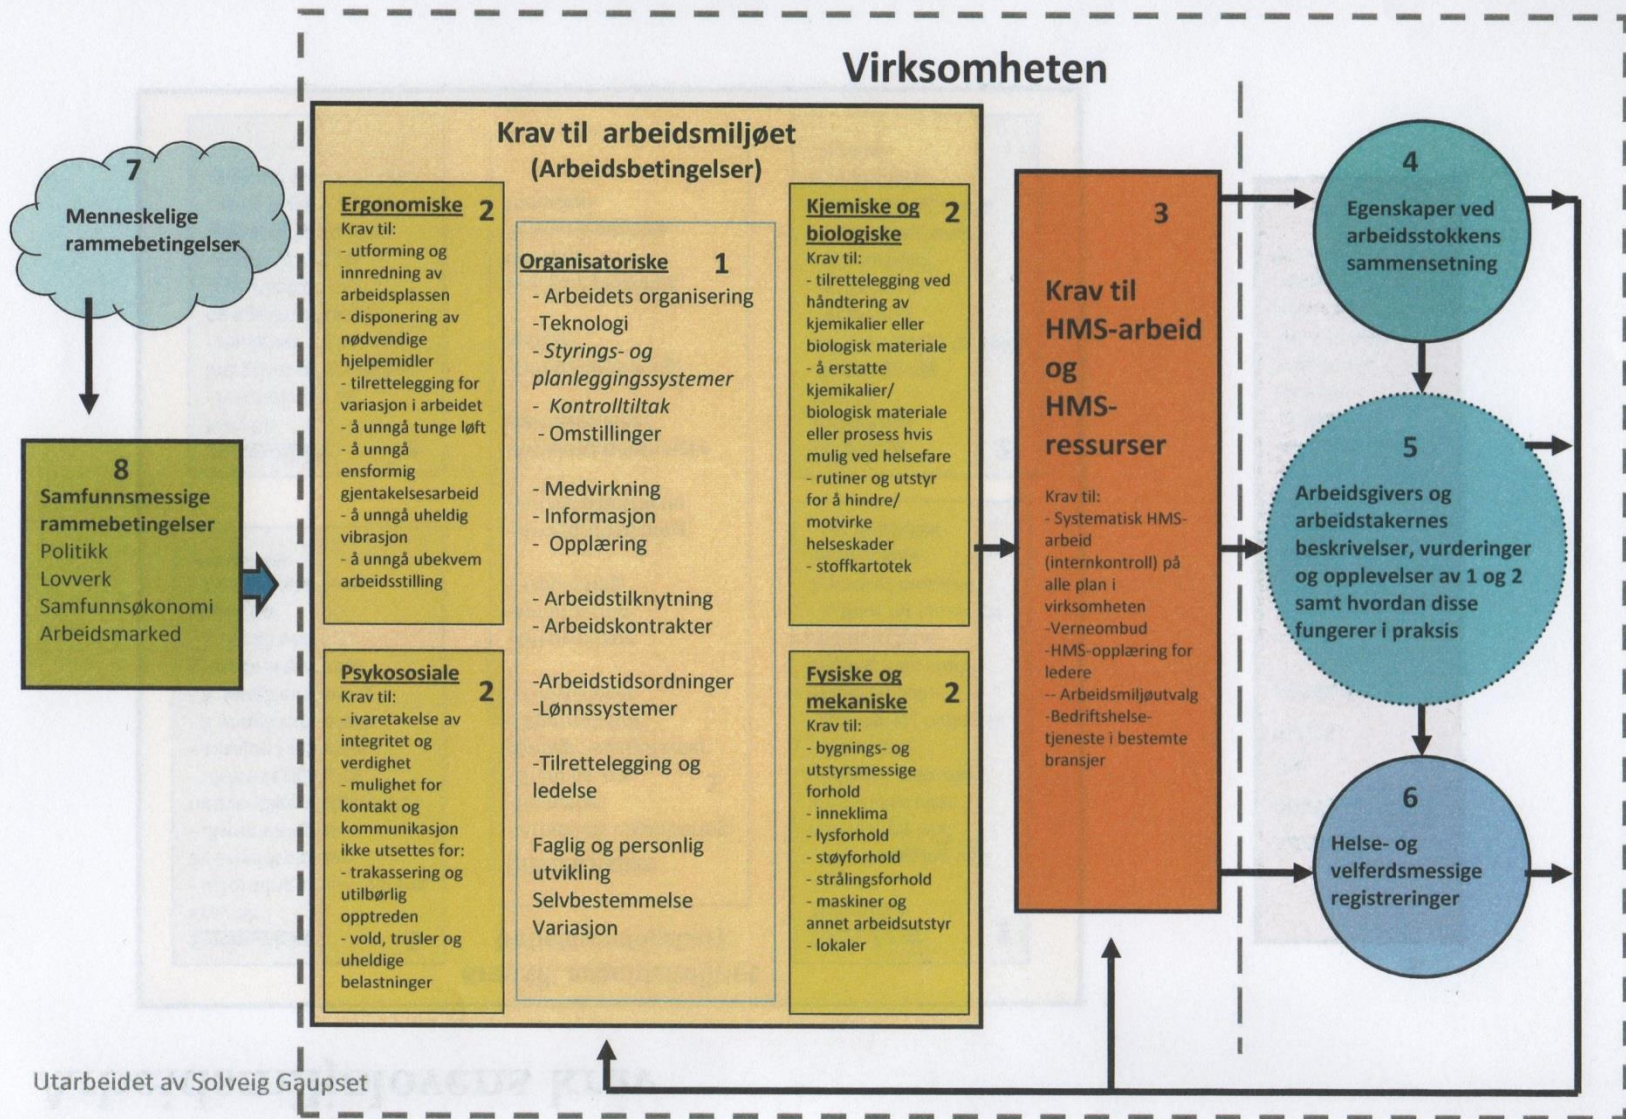 Virksomheten
7
Menneskelige
rammebetingelser
8
Samfunnsmessige
rammebetingelser
Politikk
Lovverk
Samfunnsøkonomi
Arbeidsmarked
Krav til arbeidsmiljøet
(Arbeidsbetingelser)
Ergonomiske 2
Krav til:
- utforming og
innredning av
arbeidsplassen
- disponering av
nødvendige
hjelpemidler
- tilrettelegging for
variasjon i arbeidet
- å unngå tunge løft
- å unngå
ensformig
gjentakelsesarbeid
- å unngå uheldig
vibrasjon
- å unngå ubekvem
arbeidsstilling
Psykososiale 2
Krav til:
- ivaretakelse av
integritet og
verdighet
- mulighet for
kontakt og
kommunikasjon
ikke utsettes for:
- trakassering og
utilbørlig
opptreden
- vold, trusler og
uheldige
belastninger
Organisatoriske 1
- Arbeidets organisering
-Teknologi
- Styrings- og
planleggingssystemer
- Kontrolltiltak
- Omstillinger
- Medvirkning
- Informasjon
- Opplæring
- Arbeidstilknytning
- Arbeidskontrakter
-Arbeidstidsordninger
-Lønnssystemer
-Tilrettelegging og
ledelse
Faglig og personlig
utvikling
Selvbestemmelse
Variasjon
Kjemiske og 2
biologiske
Krav til:
- tilrettelegging ved
håndtering av
kjemikalier eller
biologisk materiale
- å erstatte
kjemikalier/
biologisk materiale
eller prosess hvis
mulig ved helsefare
- rutiner og utstyr
for å hindre/
motvirke
helseskader
- stoffkartotek
Fysiske og 2
mekaniske
Krav til:
- bygnings- og
utstyrsmessige
forhold
- inneklima
- lysforhold
- støyforhold
- strålingsforhold
- maskiner og
annet arbeidsutstyr
- lokaler
3
Krav til
HMS-arbeid
og
HMS-
ressurser
Krav til:
- Systematisk HMS-
arbeid
(internkontroll) på
alle plan i
virksomheten
-Verneombud
-HMS-opplæring for
ledere
-- Arbeidsmiljøutvalg
-Bedriftshelse-
tjeneste i bestemte
bransjer
4
Egenskaper ved
arbeidsstokkens
sammensetning
5
Arbeidsgivers og
arbeidstakernes
beskrivelser, vurderinger
og opplevelser av 1 og 2
samt hvordan disse
fungerer i praksis
6
Helse- og
velferdsmessige
registreringer
Utarbeidet av Solveig Gaupset